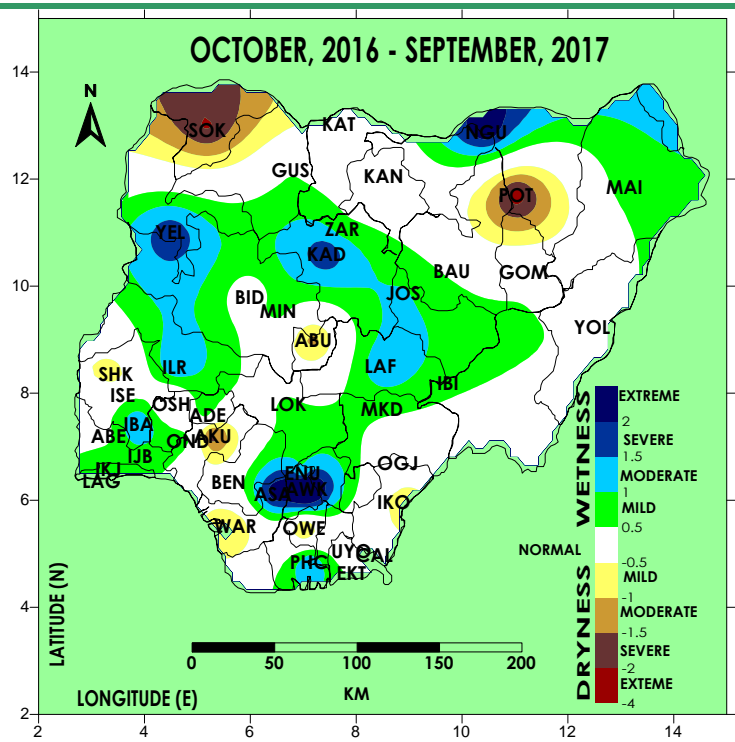 OCTOBER, 2016 - SEPTEMBER, 2017
14
N
KAT
SOK
NGU
12
GUS
KAN
MAI
POT
YEL
ZAR
KAD
BAU
GOM
10
BID
MIN
JOS
YOL
ABU
SHK
ILR
LAF
IBI
8
ISE
OSH
ADE
LOK
MKD
IBA
ABE
OND
AKU
IJB
IKJ
LAG
BEN
ENU
ASA
AWK
OGJ
IKO
6
WAR
OWE
PHC
UYO
CAL
EKT
4
2
WETNESS
EXTREME
2
SEVERE
1.5
MODERATE
1
MILD
0.5
NORMAL
-0.5
MILD
-1
MODERATE
-1.5
SEVERE
-2
EXTEME
-4
DRYNESS
LATITUDE (N)
0 50 100 150 200
KM
LONGITUDE (E)
2 4 6 8 10 12 14